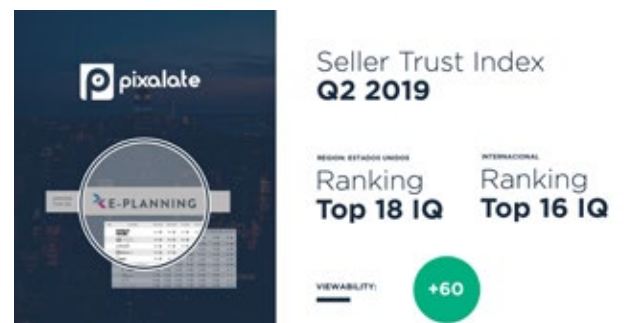 pixalate
E-PLANNING
Seller Trust Index
Q2 2019
REGION: ESTADOS UNIDOS
Ranking
Top 18 IQ
INTERNACIONAL
Ranking
Top 16 IQ
VIEWABILITY:
+60